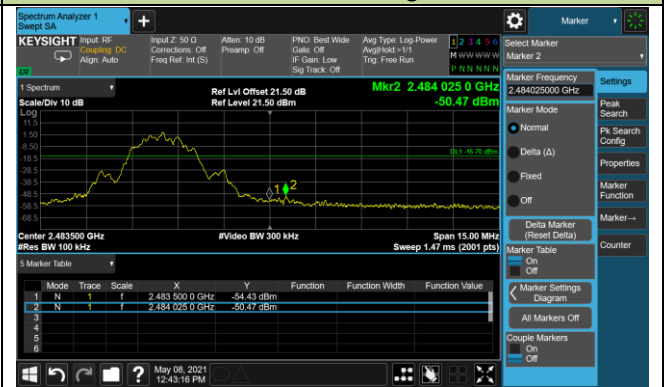 Spectrum Analyzer 1
Swept SA
+
Marker
KEYSIGHT
Input: RF
Coupling: DC
Align: Auto
Input Z: 50 Ω
Corrections: Off
Freq Ref: Int (S)
Atten: 10 dB
Preamp: Off
PNO: Best Wide
Gate: Off
IF Gain: Low
Sig Track: Off
Avg Type: Log-Power
Avg|Hold:>1/1
Trig: Free Run
1 2 3 4 5 6
M W W W W W
P N N N N N
Select Marker
Marker 2
Marker Frequency
2.484025000 GHz
Settings
1 Spectrum
Scale/Div 10 dB
Log
Ref Lvl Offset 21.50 dB
Ref Level 21.50 dBm
Mkr2 2.484 025 0 GHz
-50.47 dBm
11.5
1.50
-8.50
-18.5
-28.5
-38.5
-48.5
-58.5
-68.5
DL1 -16.70 dBm
1
2
Center 2.483500 GHz
#Res BW 100 kHz
#Video BW 300 kHz
Span 15.00 MHz
Sweep 1.47 ms (2001 pts)
Marker Mode
Normal
Delta (Δ)
Fixed
Off
Delta Marker
(Reset Delta)
Marker Table
On
Off
Marker Settings
Diagram
All Markers Off
Couple Markers
On
Off
Peak
Search
Pk Search
Config
Properties
Marker
Function
Marker→
Counter
5 Marker Table
Mode Trace Scale X Y Function Function Width Function Value
1 N 1 f 2.483 500 0 GHz -54.43 dBm
2 N 1 f 2.484 025 0 GHz -50.47 dBm
3
4
5
6
?
May 08, 2021
12:43:16 PM